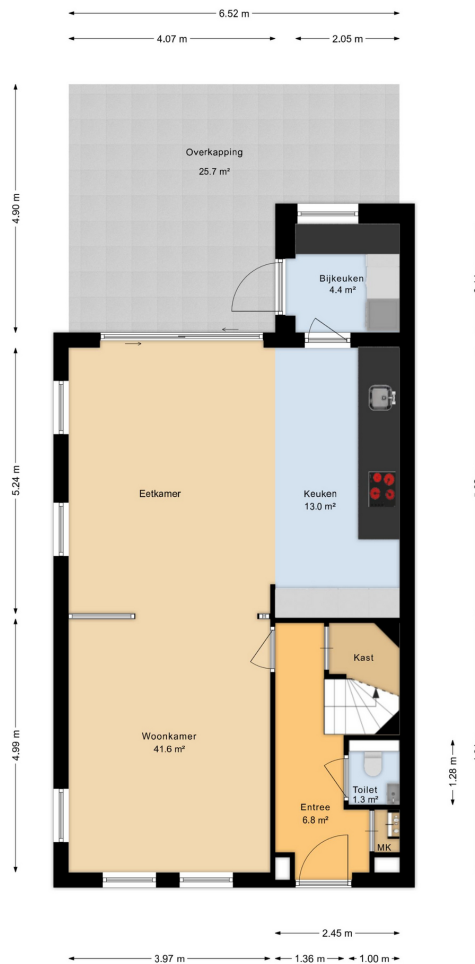 6.52 m
4.07 m
2.05 m
Overkapping
25.7 m²
4.90 m
Bijkeuken
4.4 m²
5.24 m
Eetkamer
Keuken
13.0 m²
Kast
4.99 m
Woonkamer
41.6 m²
1.28 m
Toilet
1.3 m²
Entree
6.8 m²
MK
2.45 m
3.97 m
1.36 m
1.00 m